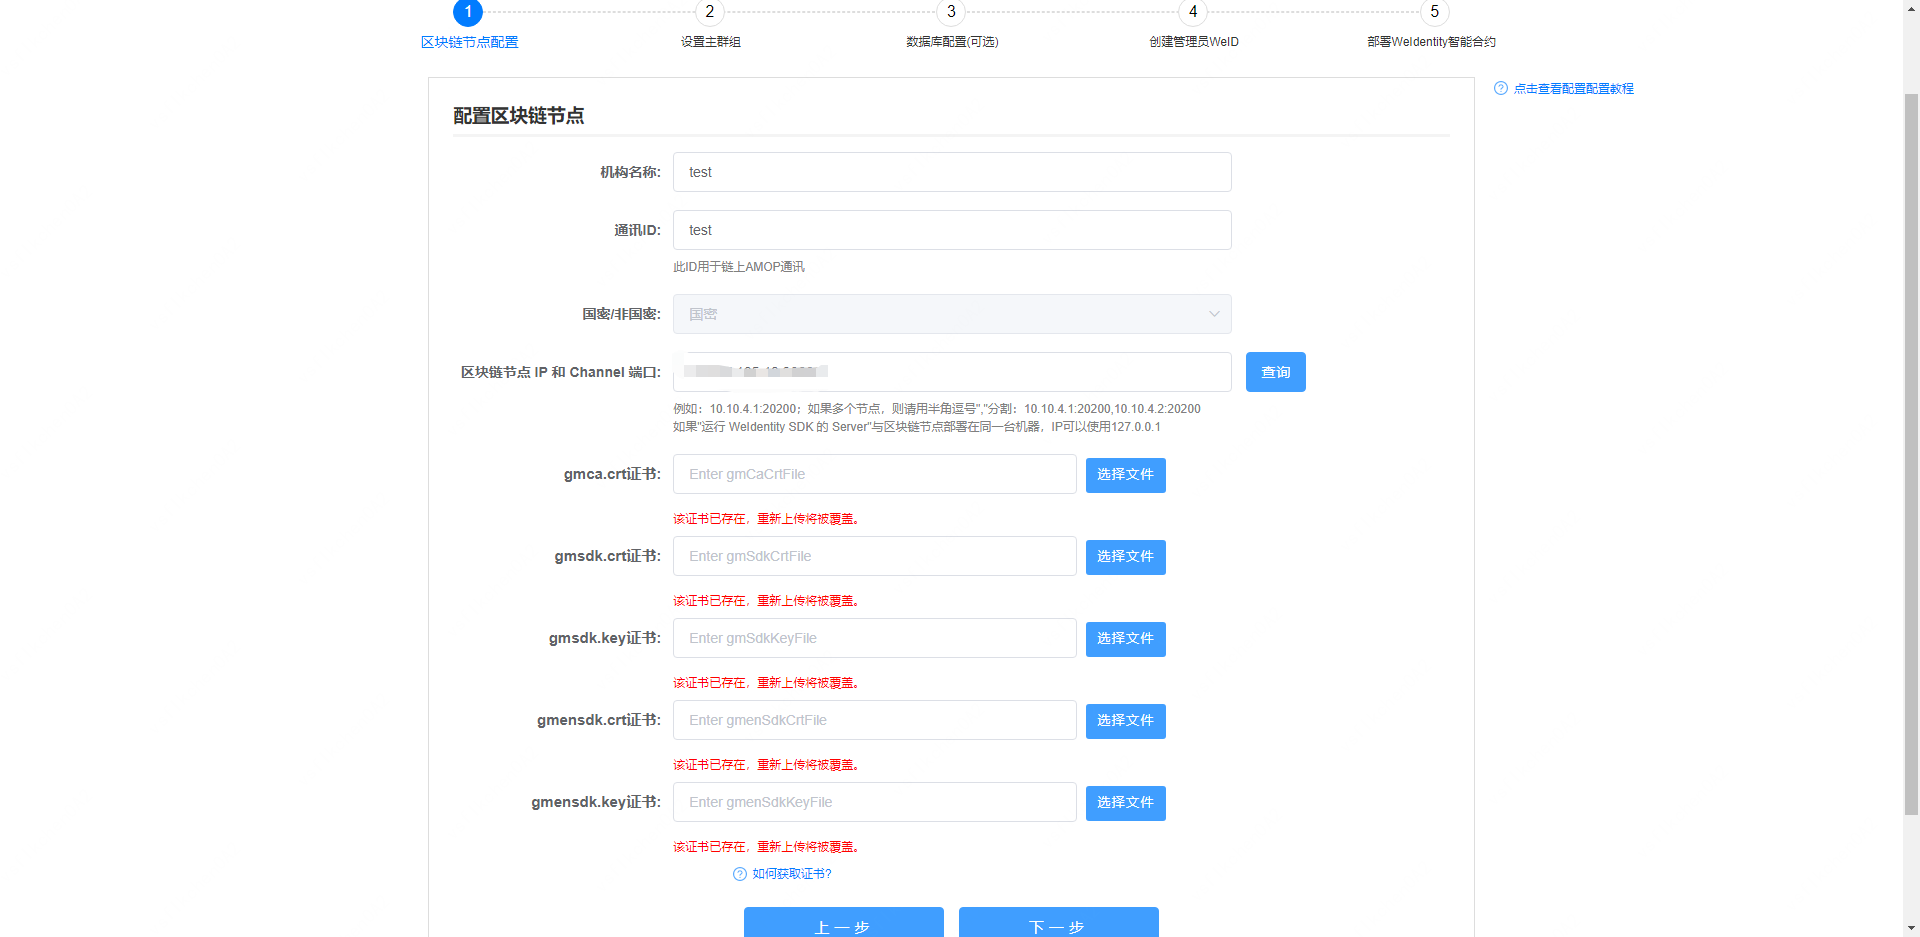 1 2 3 4 5
区块链节点配置 设置主群组 数据库配置(可选) 创建管理员WeID 部署WeIdentity智能合约
点击查看配置配置教程
配置区块链节点
机构名称: test
通讯ID: test
此ID用于链上AMOP通讯
国密/非国密: 国密
区块链节点 IP 和 Channel 端口: 查询
例如：10.10.4.1:20200；如果多个节点，则请用半角逗号","分割：10.10.4.1:20200,10.10.4.2:20200
如果"运行 WeIdentity SDK 的 Server"与区块链节点部署在同一台机器，IP可以使用127.0.0.1
gmca.crt证书: Enter gmCaCrtFile 选择文件
该证书已存在，重新上传将被覆盖。
gmsdk.crt证书: Enter gmSdkCrtFile 选择文件
该证书已存在，重新上传将被覆盖。
gmsdk.key证书: Enter gmSdkKeyFile 选择文件
该证书已存在，重新上传将被覆盖。
gmensdk.crt证书: Enter gmenSdkCrtFile 选择文件
该证书已存在，重新上传将被覆盖。
gmensdk.key证书: Enter gmenSdkKeyFile 选择文件
该证书已存在，重新上传将被覆盖。
如何获取证书?
上一步 下一步